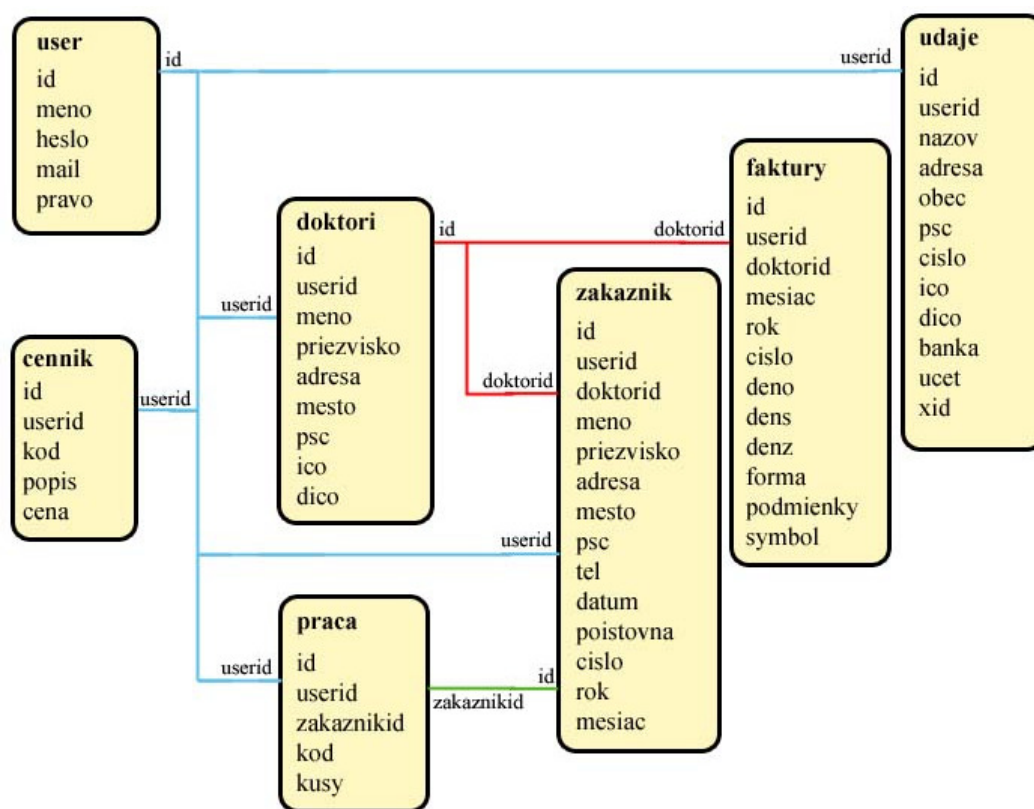 user
id
meno
heslo
mail
pravo
id
userid
udaje
id
userid
nazov
adresa
obec
psc
cislo
ico
dico
banka
ucet
xid
doktori
id
userid
meno
priezvisko
adresa
mesto
psc
ico
dico
id
doktorid
userid
doktorid
faktury
id
userid
doktorid
mesiac
rok
cislo
deno
dens
denz
forma
podmienky
symbol
cennik
id
userid
kod
popis
cena
userid
zakaznik
id
userid
doktorid
meno
priezvisko
adresa
mesto
psc
tel
datum
poistovna
cislo
rok
mesiac
userid
praca
id
userid
zakaznikid
kod
kusy
userid
id
zakaznikid